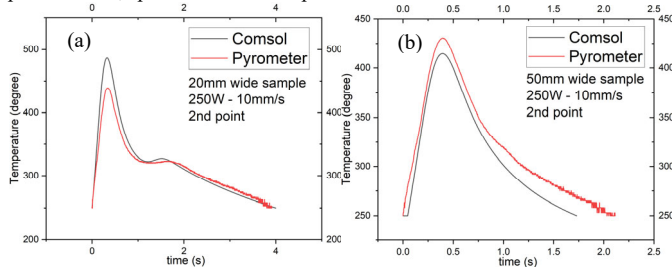 0 2 4
500
400
300
200
Temperature (degree)
(a)
Comsol
Pyrometer
20mm wide sample
250W - 10mm/s
2nd point
500
400
300
200
0 2 4
time (s)
0.0 0.5 1.0 1.5 2.0 2.5
450
400
350
300
250
Temperature (degree)
(b)
Comsol
Pyrometer
50mm wide sample
250W - 10mm/s
2nd point
450
400
350
300
250
0.0 0.5 1.0 1.5 2.0 2.5
time (s)